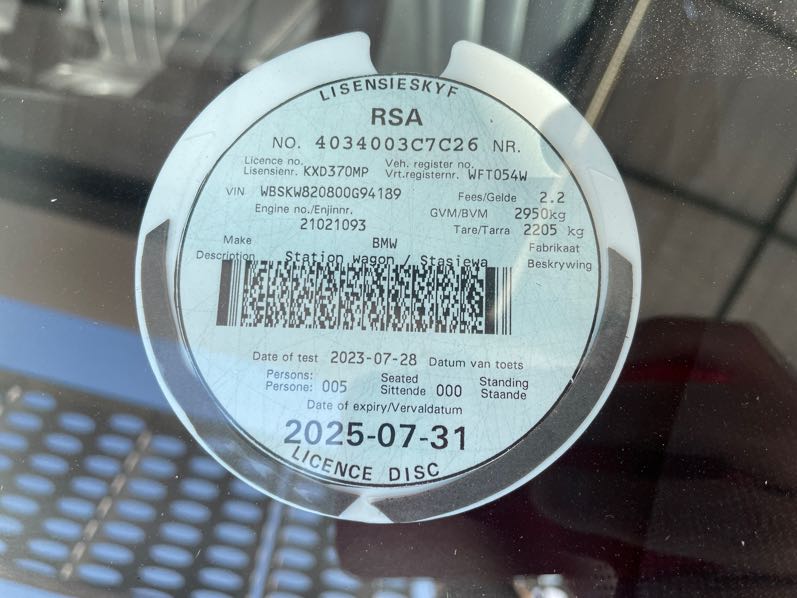 LISENSIESKYF
RSA
NO. 4034003C7C26 NR.
Licence no. Veh. register no.
Lisensienr. KXD370MP Vrt.registernr. WFT054W
VIN WBSKW820800G94189 Fees/Gelde 2.2
GVM/BVM 2950kg
Engine no./Enjinnr.
21021093 Tare/Tarra 2205 kg
Make BMW Fabrikaat
Description Station wagon / Stasiewa Beskrywing
Date of test 2023-07-28 Datum van toets
Persons: Seated Standing
Persone: 005 Sittende 000 Staande
Date of expiry/Vervaldatum
2025-07-31
LICENCE DISC